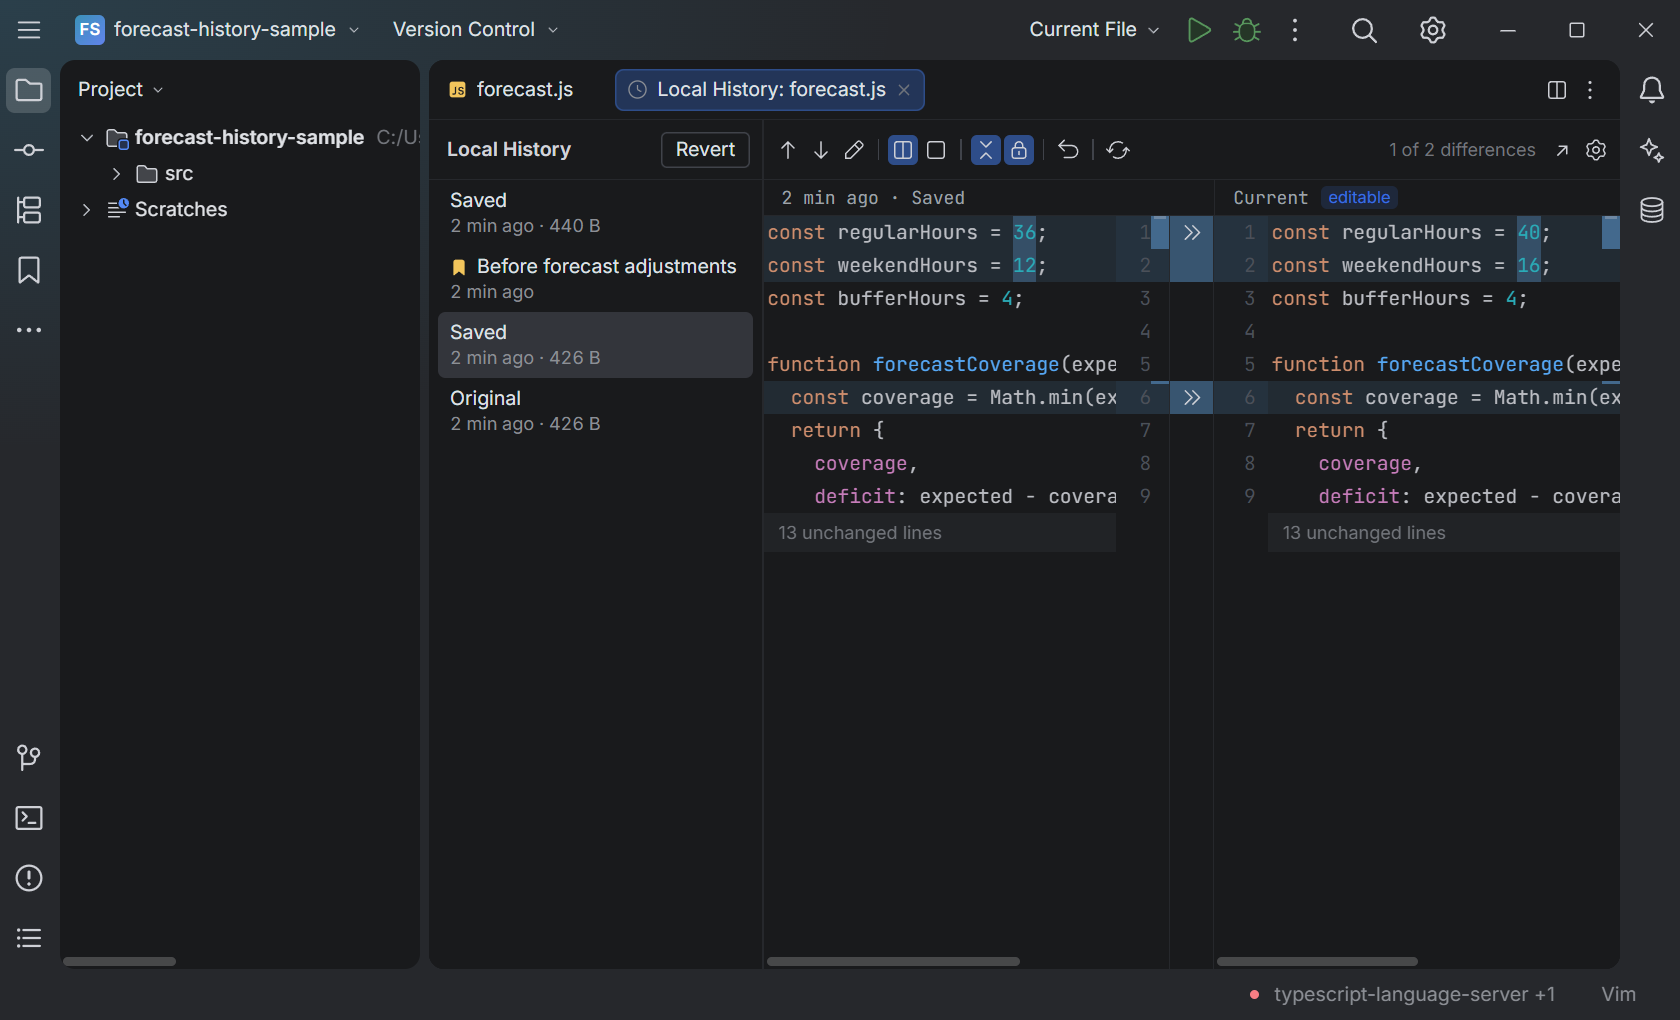 FS forecast-history-sample Version Control Current File
Project
forecast-history-sample C:/Us
src
Scratches
JS forecast.js Local History: forecast.js
Local History Revert
Saved
2 min ago · 440 B
Before forecast adjustments
2 min ago
Saved
2 min ago · 426 B
Original
2 min ago · 426 B
1 of 2 differences
2 min ago · Saved
const regularHours = 36; 1
const weekendHours = 12; 2
const bufferHours = 4; 3
4
function forecastCoverage(expe 5
const coverage = Math.min(ex 6
return { 7
coverage, 8
deficit: expected - covera 9
13 unchanged lines
Current editable
1 const regularHours = 40;
2 const weekendHours = 16;
3 const bufferHours = 4;
4
5 function forecastCoverage(expe
6 const coverage = Math.min(ex
7 return {
8 coverage,
9 deficit: expected - covera
13 unchanged lines
typescript-language-server +1 Vim